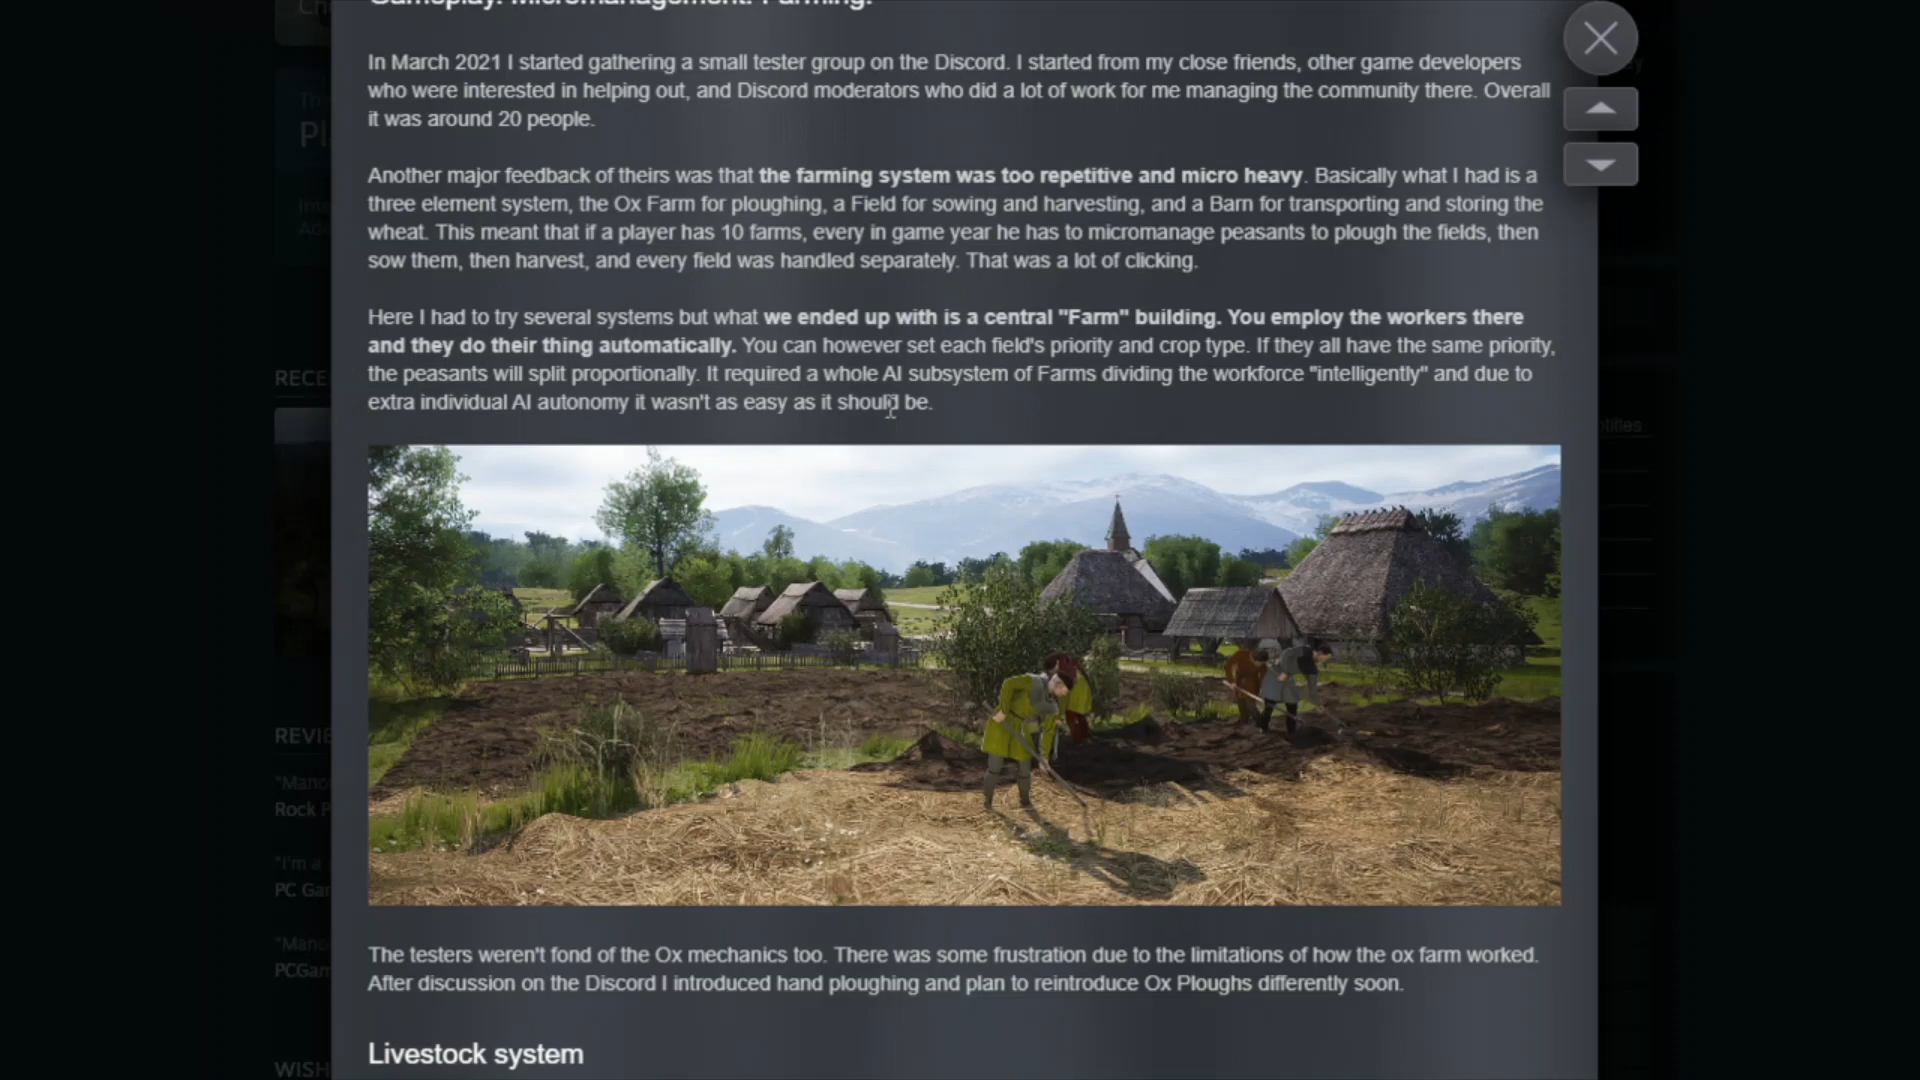 Gameplay. Micromanagement. Farming.
In March 2021 I started gathering a small tester group on the Discord. I started from my close friends, other game developers
who were interested in helping out, and Discord moderators who did a lot of work for me managing the community there. Overall
it was around 20 people.
Another major feedback of theirs was that the farming system was too repetitive and micro heavy. Basically what I had is a
three element system, the Ox Farm for ploughing, a Field for sowing and harvesting, and a Barn for transporting and storing the
wheat. This meant that if a player has 10 farms, every in game year he has to micromanage peasants to plough the fields, then
sow them, then harvest, and every field was handled separately. That was a lot of clicking.
Here I had to try several systems but what we ended up with is a central "Farm" building. You employ the workers there
and they do their thing automatically. You can however set each field's priority and crop type. If they all have the same priority,
the peasants will split proportionally. It required a whole AI subsystem of Farms dividing the workforce "intelligently" and due to
extra individual AI autonomy it wasn't as easy as it should be.
RECE
REVIE
"Mano
Rock P
"I'm a
PC Gar
"Mano
PCGam
WISH
The testers weren't fond of the Ox mechanics too. There was some frustration due to the limitations of how the ox farm worked.
After discussion on the Discord I introduced hand ploughing and plan to reintroduce Ox Ploughs differently soon.
Livestock system